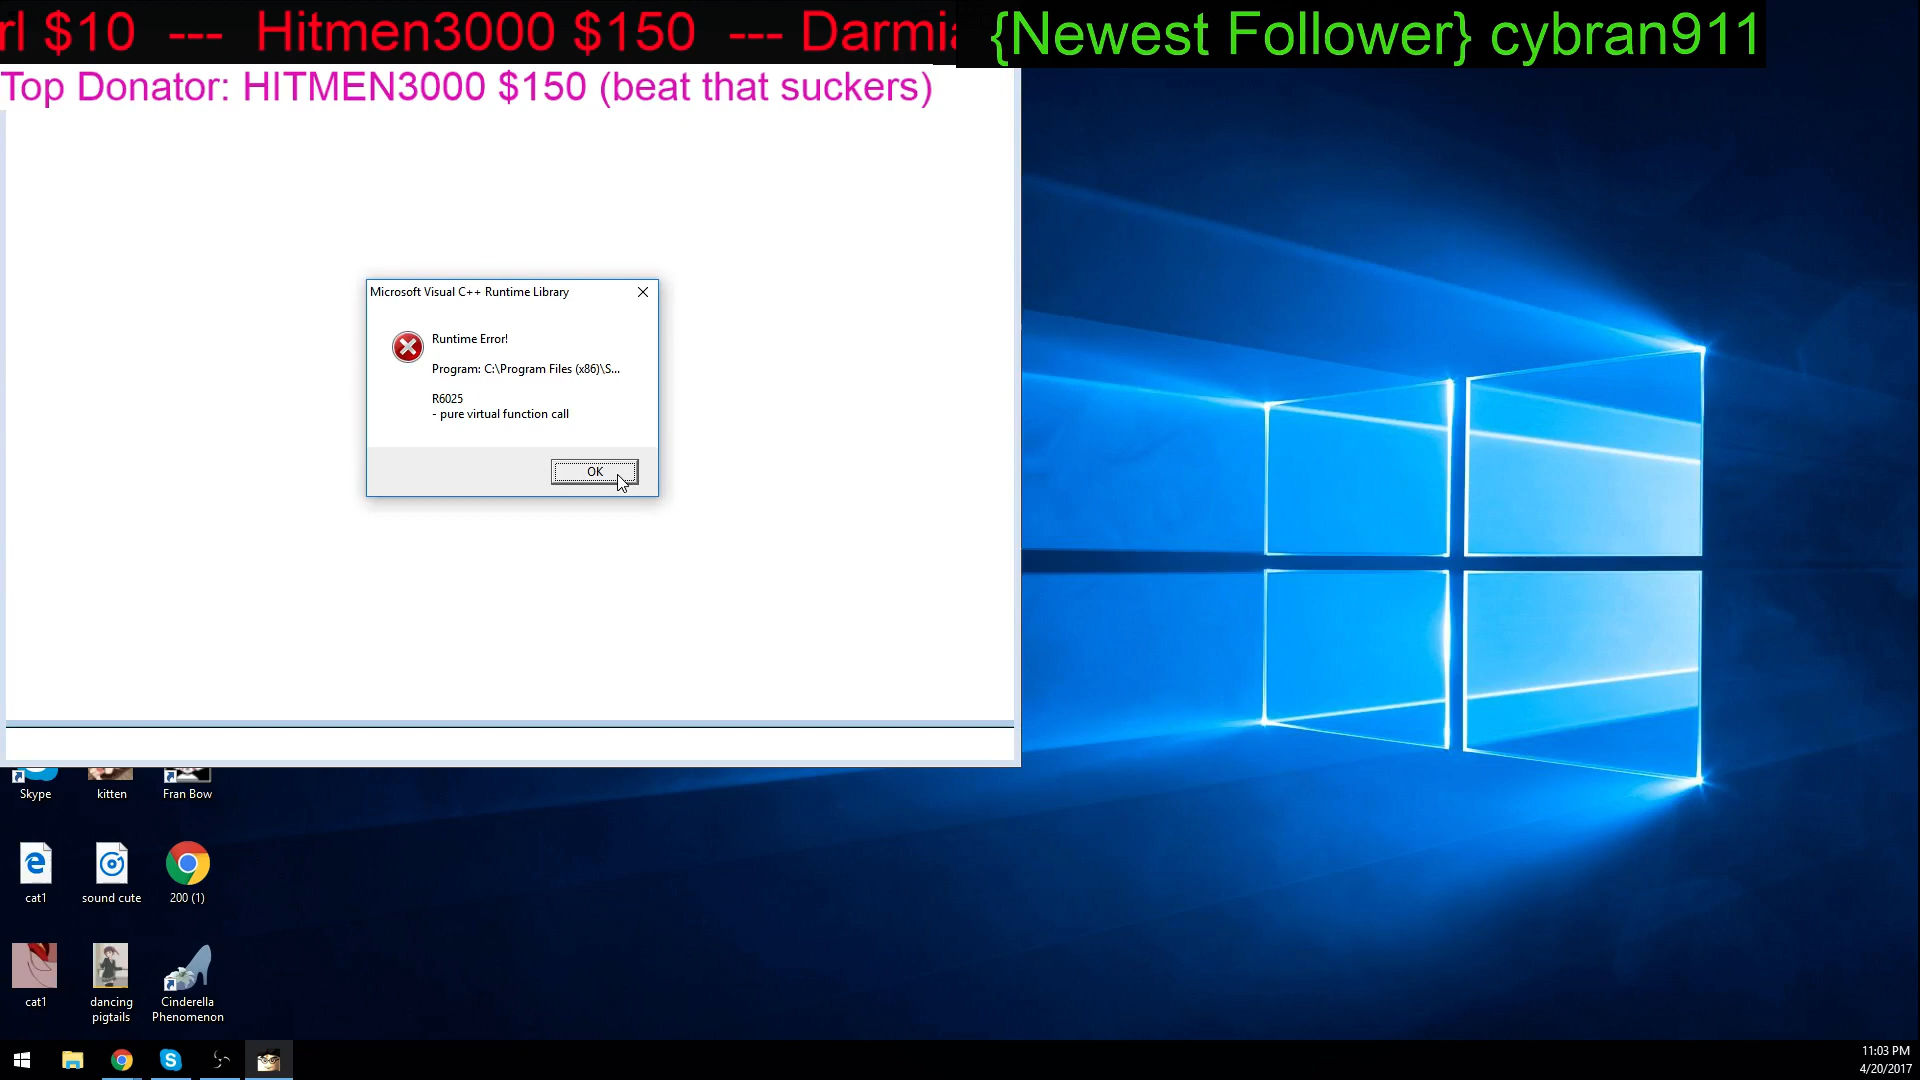 rl $10 --- Hitmen3000 $150 --- Darmia
{Newest Follower} cybran911
Top Donator: HITMEN3000 $150 (beat that suckers)
Microsoft Visual C++ Runtime Library
Runtime Error!
Program: C:\Program Files (x86)\S...
R6025
- pure virtual function call
OK
Skype
kitten
Fran Bow
cat1
sound cute
200 (1)
cat1
dancing
pigtails
Cinderella
Phenomenon
11:03 PM
4/20/2017